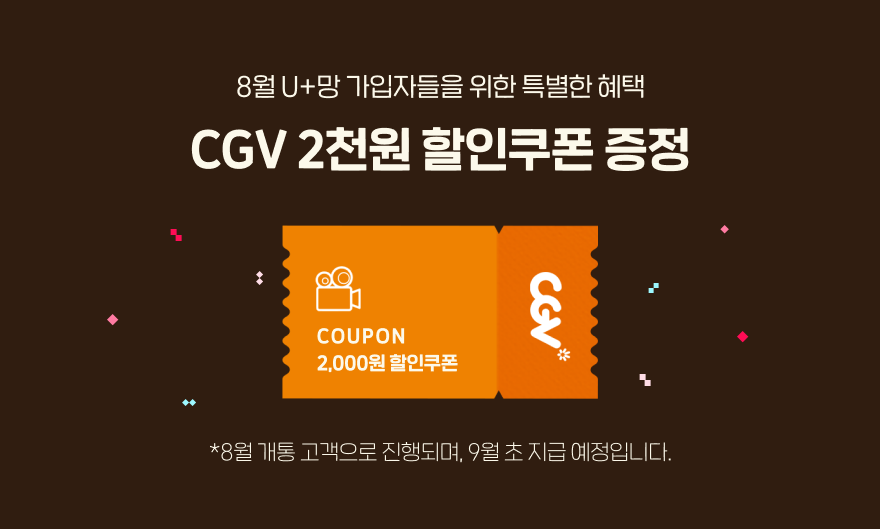 8월 U+망 가입자들을 위한 특별한 혜택
CGV 2천원 할인쿠폰 증정
COUPON
2,000원 할인쿠폰
CGV
*8월 개통 고객으로 진행되며, 9월 초 지급 예정입니다.